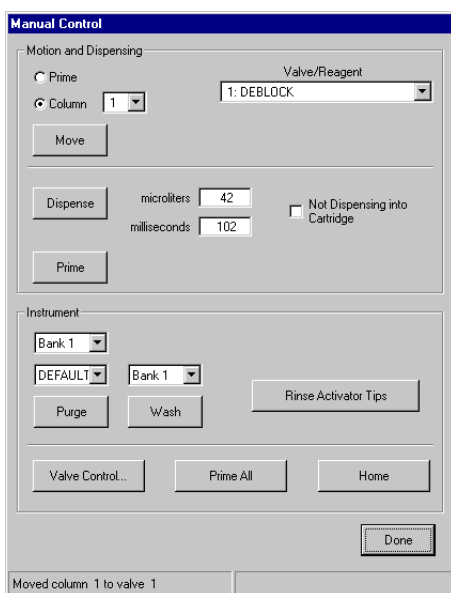 Manual Control
Motion and Dispensing
Prime
Column 1
Valve/Reagent
1: DEBLOCK
Move
Dispense
microliters 42
milliseconds 102
Not Dispensing into
Cartridge
Prime
Instrument
Bank 1
DEFAULT Bank 1
Purge Wash
Rinse Activator Tips
Valve Control... Prime All Home
Done
Moved column 1 to valve 1